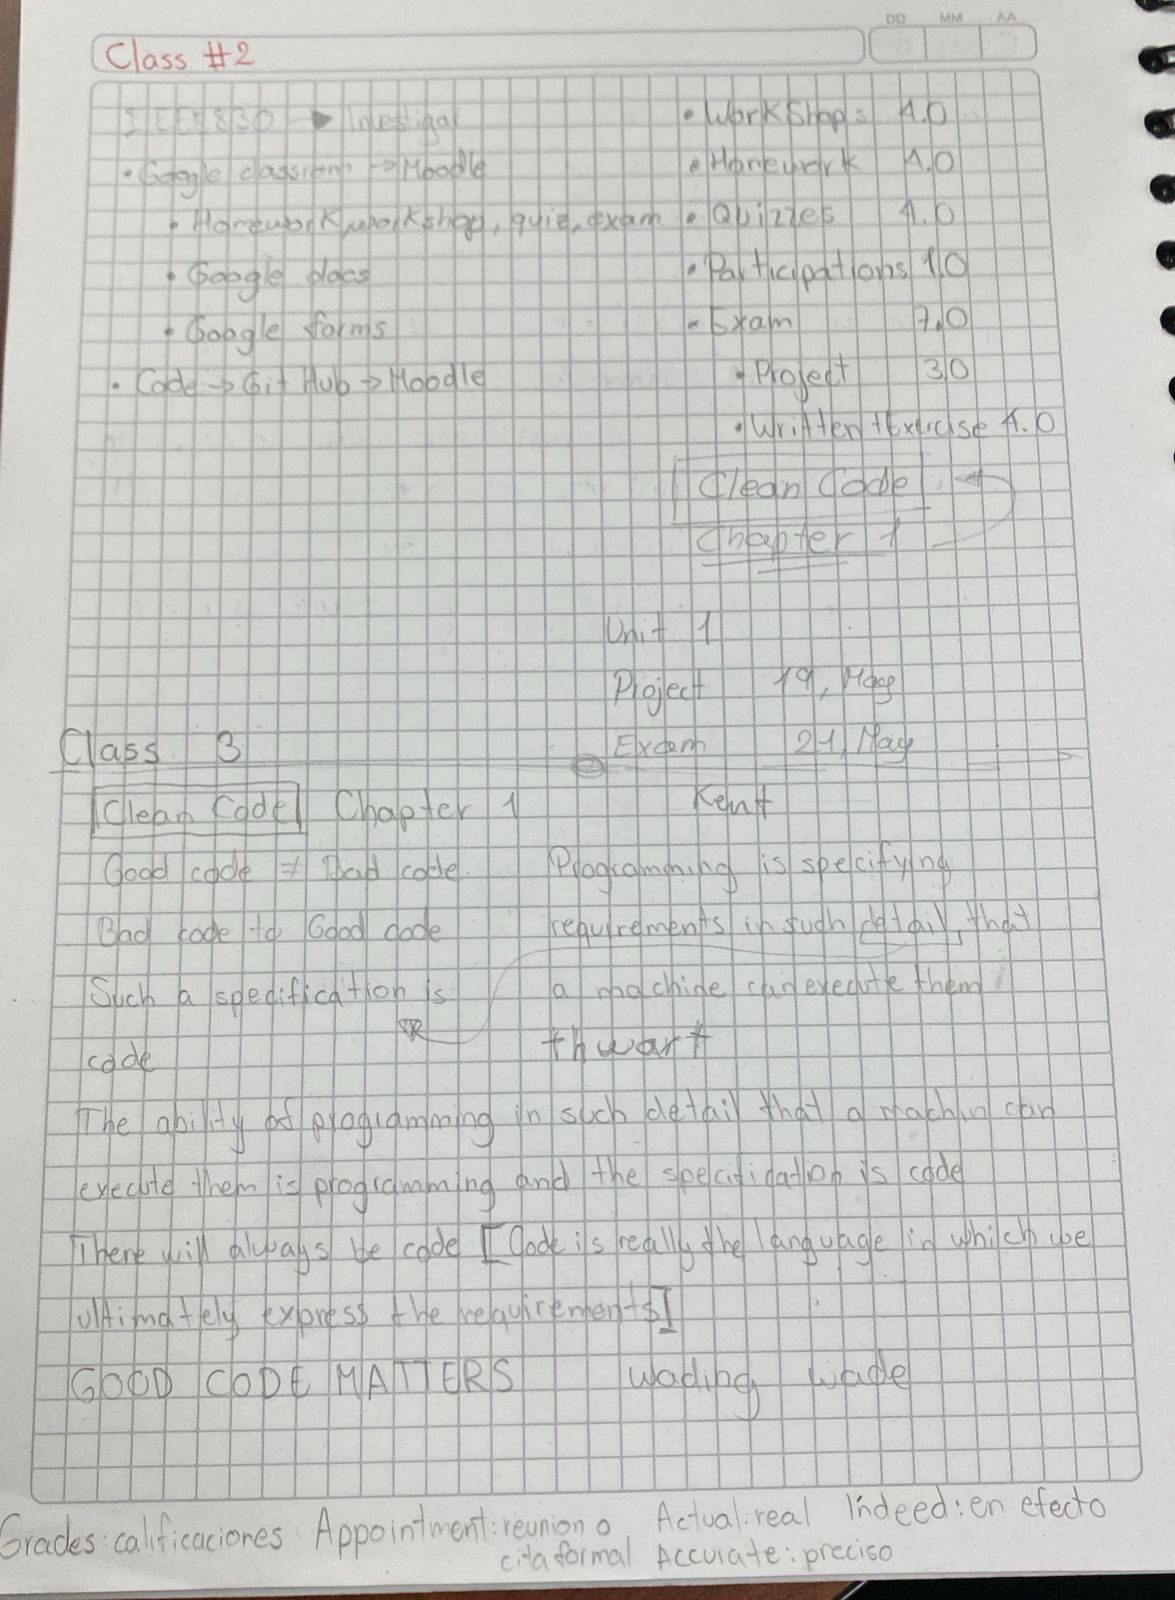 DD MM AA
Class #2
IEEE 830 → Investigar
• Google classrom → Moodle
• Homework, workshop, quie, exam
• Google docs
• Google forms
• Code → Git Hub → Moodle
• WorkShops 1.0
• Homework 1.0
• Quizzes 1.0
• Participations 1.0
- Exam 7.0
• Project 3.0
• Written + Exercise 4.0
Clean Code
Chapter 1
Unit 1
Project 19, May
Exam 21, May
Class 3
Clean Code Chapter 1
Good code ≠ Bad code
Bad code to Good code
Such a specification is
code
Kent
Programming is specifying
requirements in such detail, that
a machine can execute them
thwart
The ability of programming in such detail that a machin can
execute them is programming and the specification is code
There will always be code [Code is really the language in which we
ultimately express the requirements]
GOOD CODE MATTERS wading wade
Grades: calificaciones Appointment: reunion o Actual: real Indeed: en efecto
cita formal Accurate: preciso